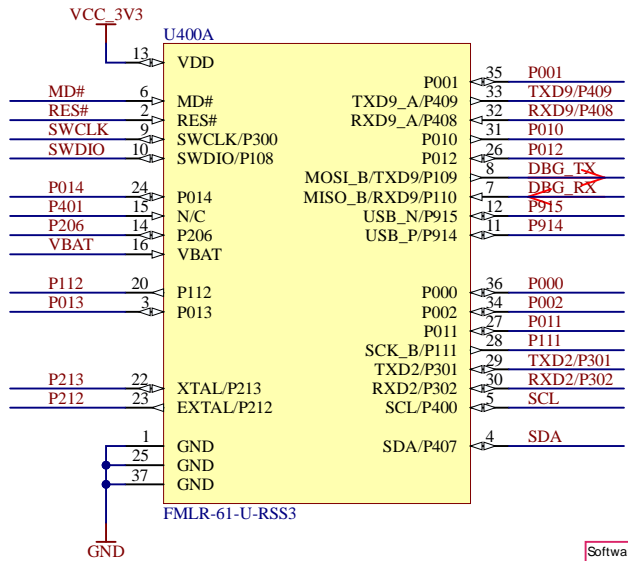 VCC_3V3
U400A
13 VDD
P001 35 P001
MD# 6 MD# TXD9_A/P409 33 TXD9/P409
RES# 2 RES# RXD9_A/P408 32 RXD9/P408
SWCLK 9 SWCLK/P300 P010 31 P010
SWDIO 10 SWDIO/P108 P012 26 P012
MOSI_B/TXD9/P109 8 DBG_TX
P014 24 P014 MISO_B/RXD9/P110 7 DBG_RX
P401 15 N/C USB_N/P915 12 P915
P206 14 P206 USB_P/P914 11 P914
VBAT 16 VBAT
P112 20 P112 P000 36 P000
P013 3 P013 P002 34 P002
P011 27 P011
SCK_B/P111 28 P111
TXD2/P301 29 TXD2/P301
P213 22 XTAL/P213 RXD2/P302 30 RXD2/P302
P212 23 EXTAL/P212 SCL/P400 5 SCL
1 GND SDA/P407 4 SDA
25 GND
37 GND
FMLR-61-U-RSS3
GND
Softwa